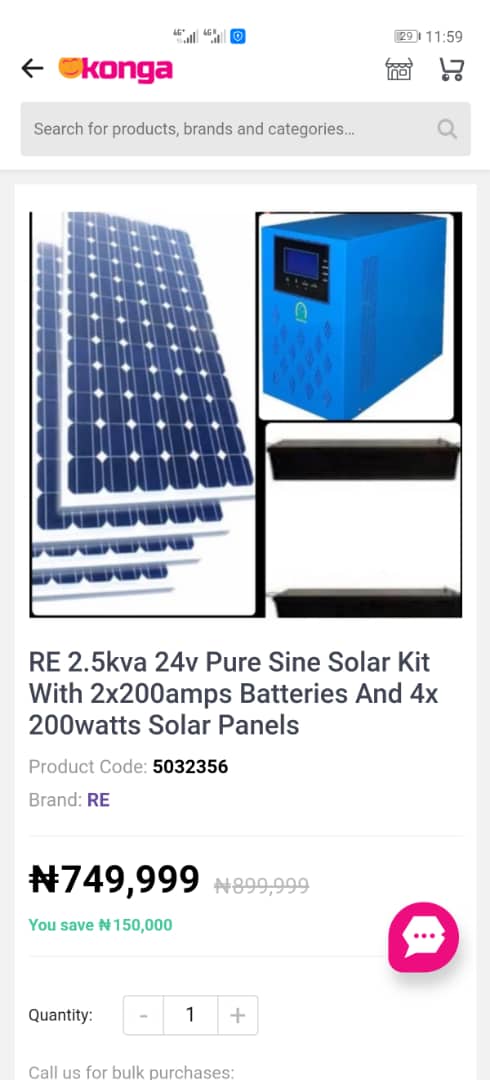 4G 4G 29 11:59
konga
Search for products, brands and categories...
RE 2.5kva 24v Pure Sine Solar Kit
With 2x200amps Batteries And 4x
200watts Solar Panels
Product Code: 5032356
Brand: RE
₦749,999 ₦899,999
You save ₦150,000
Quantity: - 1 +
Call us for bulk purchases: